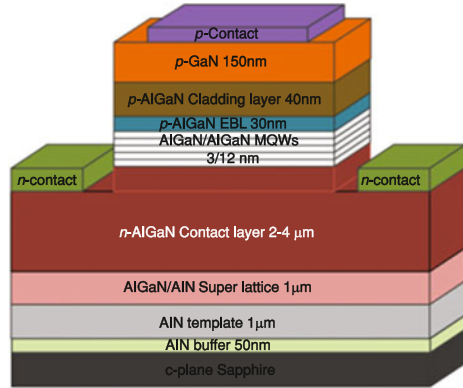 p-Contact
p-GaN 150nm
p-AlGaN Cladding layer 40nm
p-AlGaN EBL 30nm
AlGaN/AlGaN MQWs
3/12 nm
n-contact
n-contact
n-AlGaN Contact layer 2-4 μm
AlGaN/AlN Super lattice 1μm
AlN template 1μm
AlN buffer 50nm
c-plane Sapphire